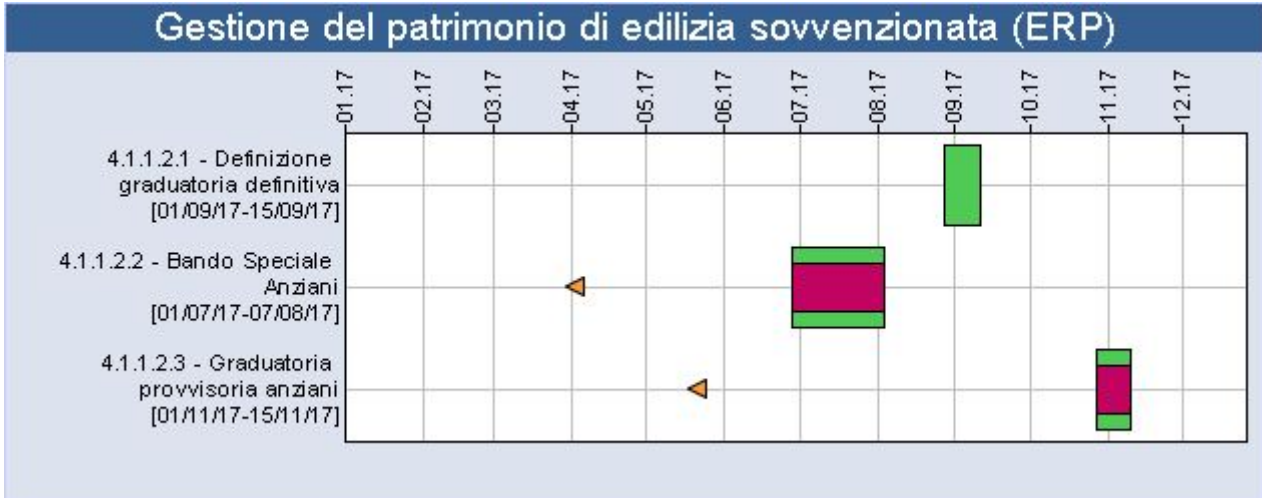 Gestione del patrimonio di edilizia sovvenzionata (ERP)
01.17
02.17
03.17
04.17
05.17
06.17
07.17
08.17
09.17
10.17
11.17
12.17
4.1.1.2.1 - Definizione
graduatoria definitiva
[01/09/17-15/09/17]
4.1.1.2.2 - Bando Speciale
Anziani
[01/07/17-07/08/17]
4.1.1.2.3 - Graduatoria
provvisoria anziani
[01/11/17-15/11/17]